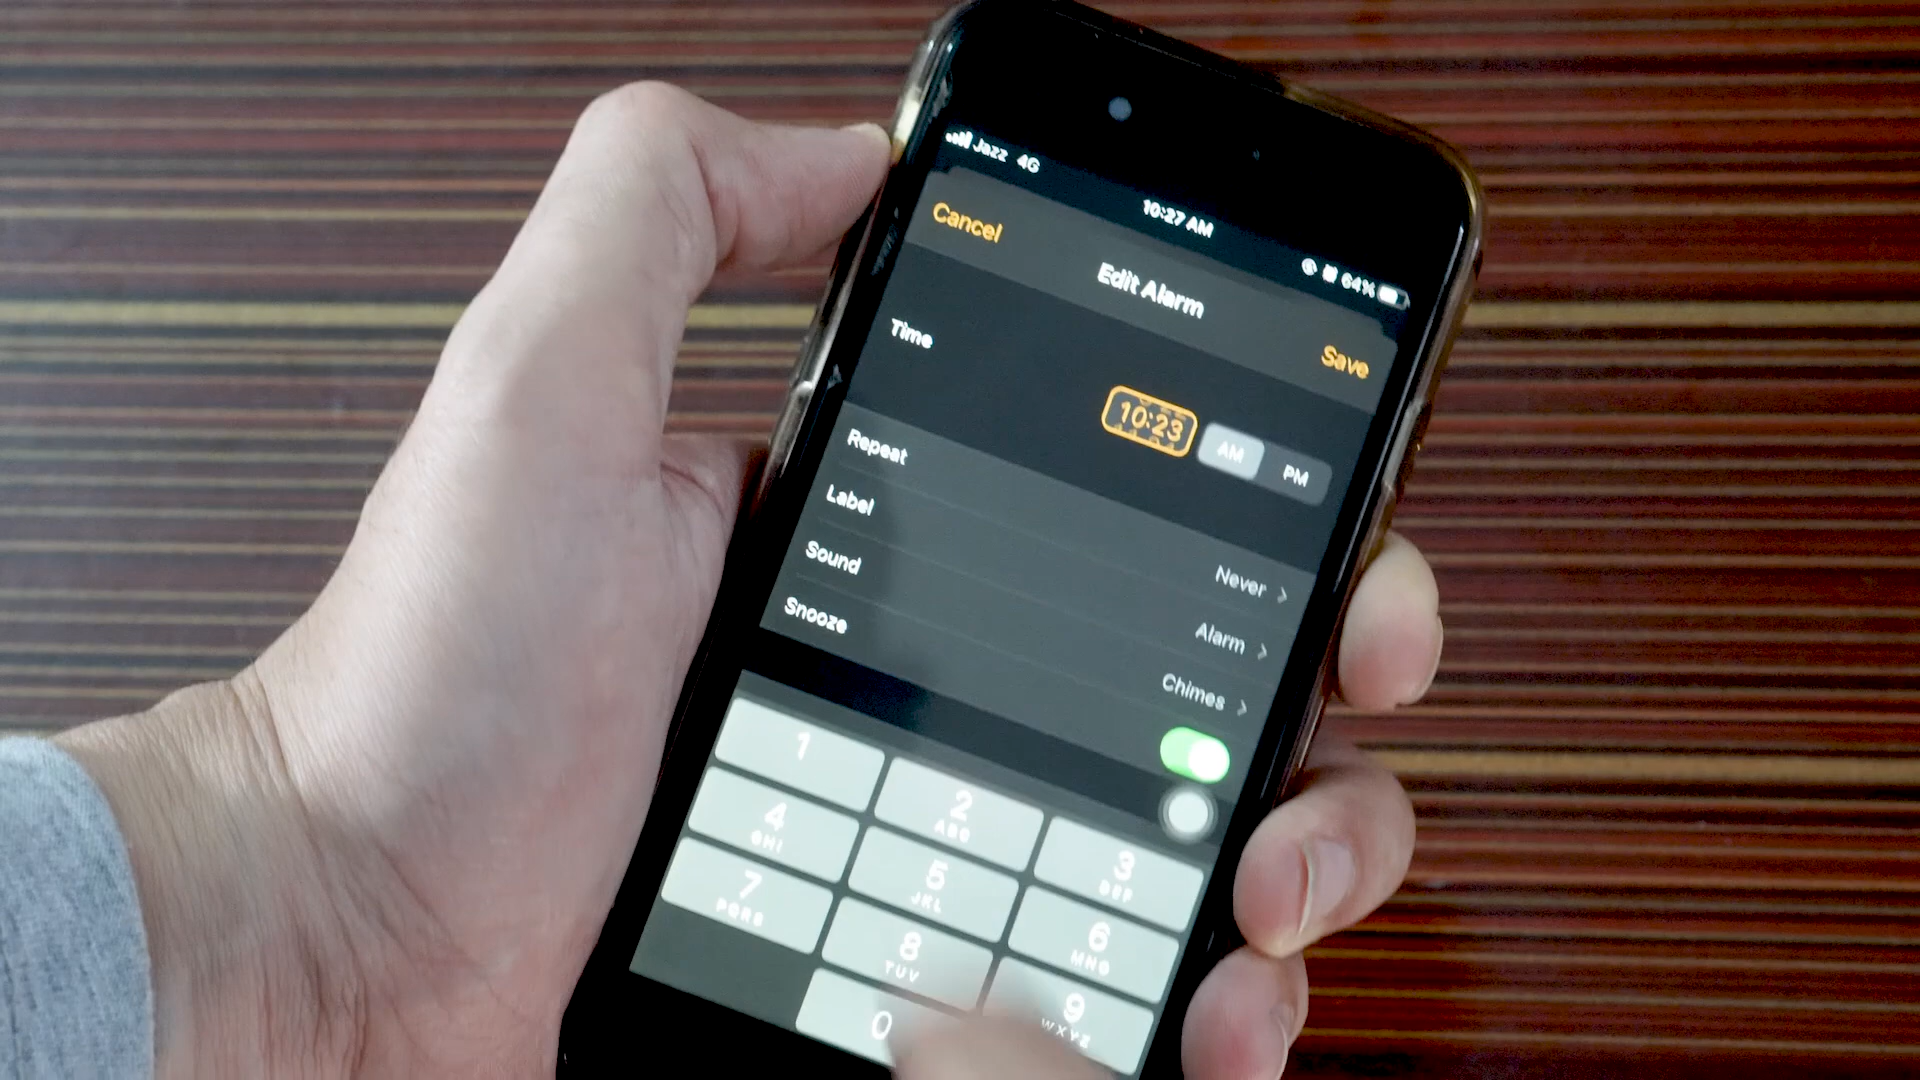 Jazz 4G
10:27 AM
64%
Cancel
Edit Alarm
Save
Time
10:23
AM
PM
Repeat
Never
Label
Alarm
Sound
Chimes
Snooze
1
2
ABC
3
DEF
4
GHI
5
JKL
6
MNO
7
PQRS
8
TUV
9
WXYZ
0